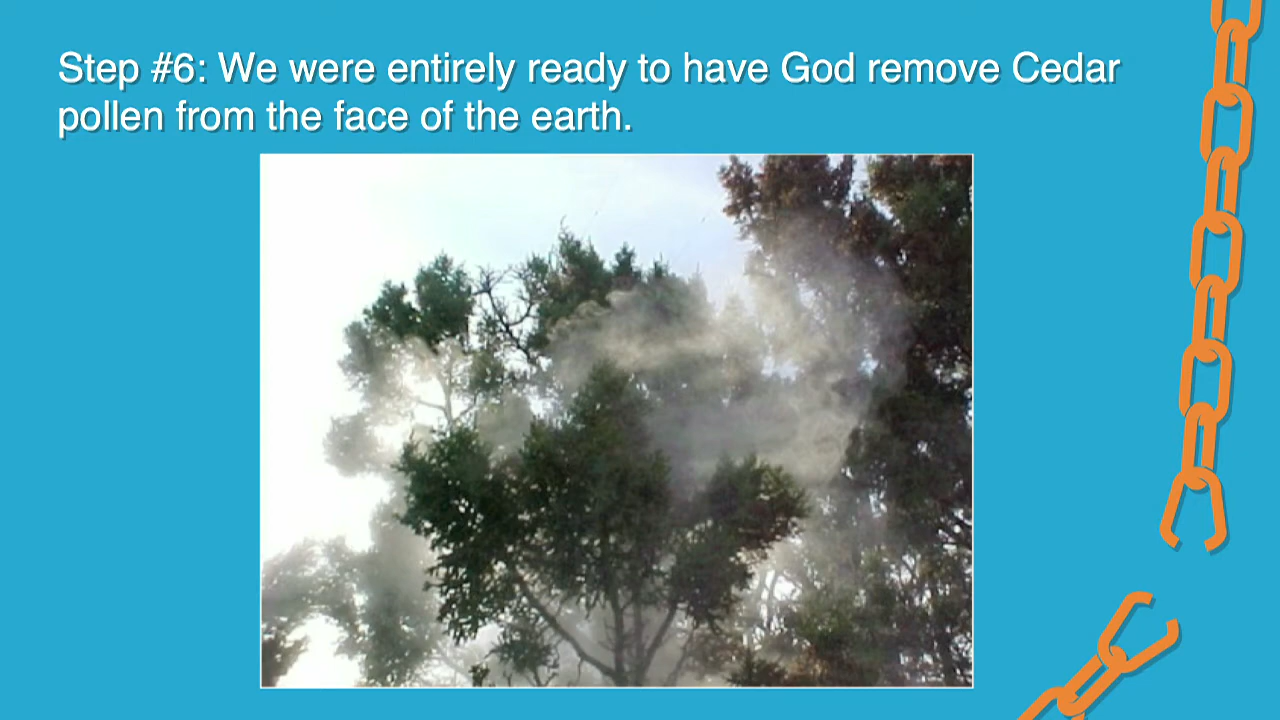 Step #6: We were entirely ready to have God remove Cedar
pollen from the face of the earth.